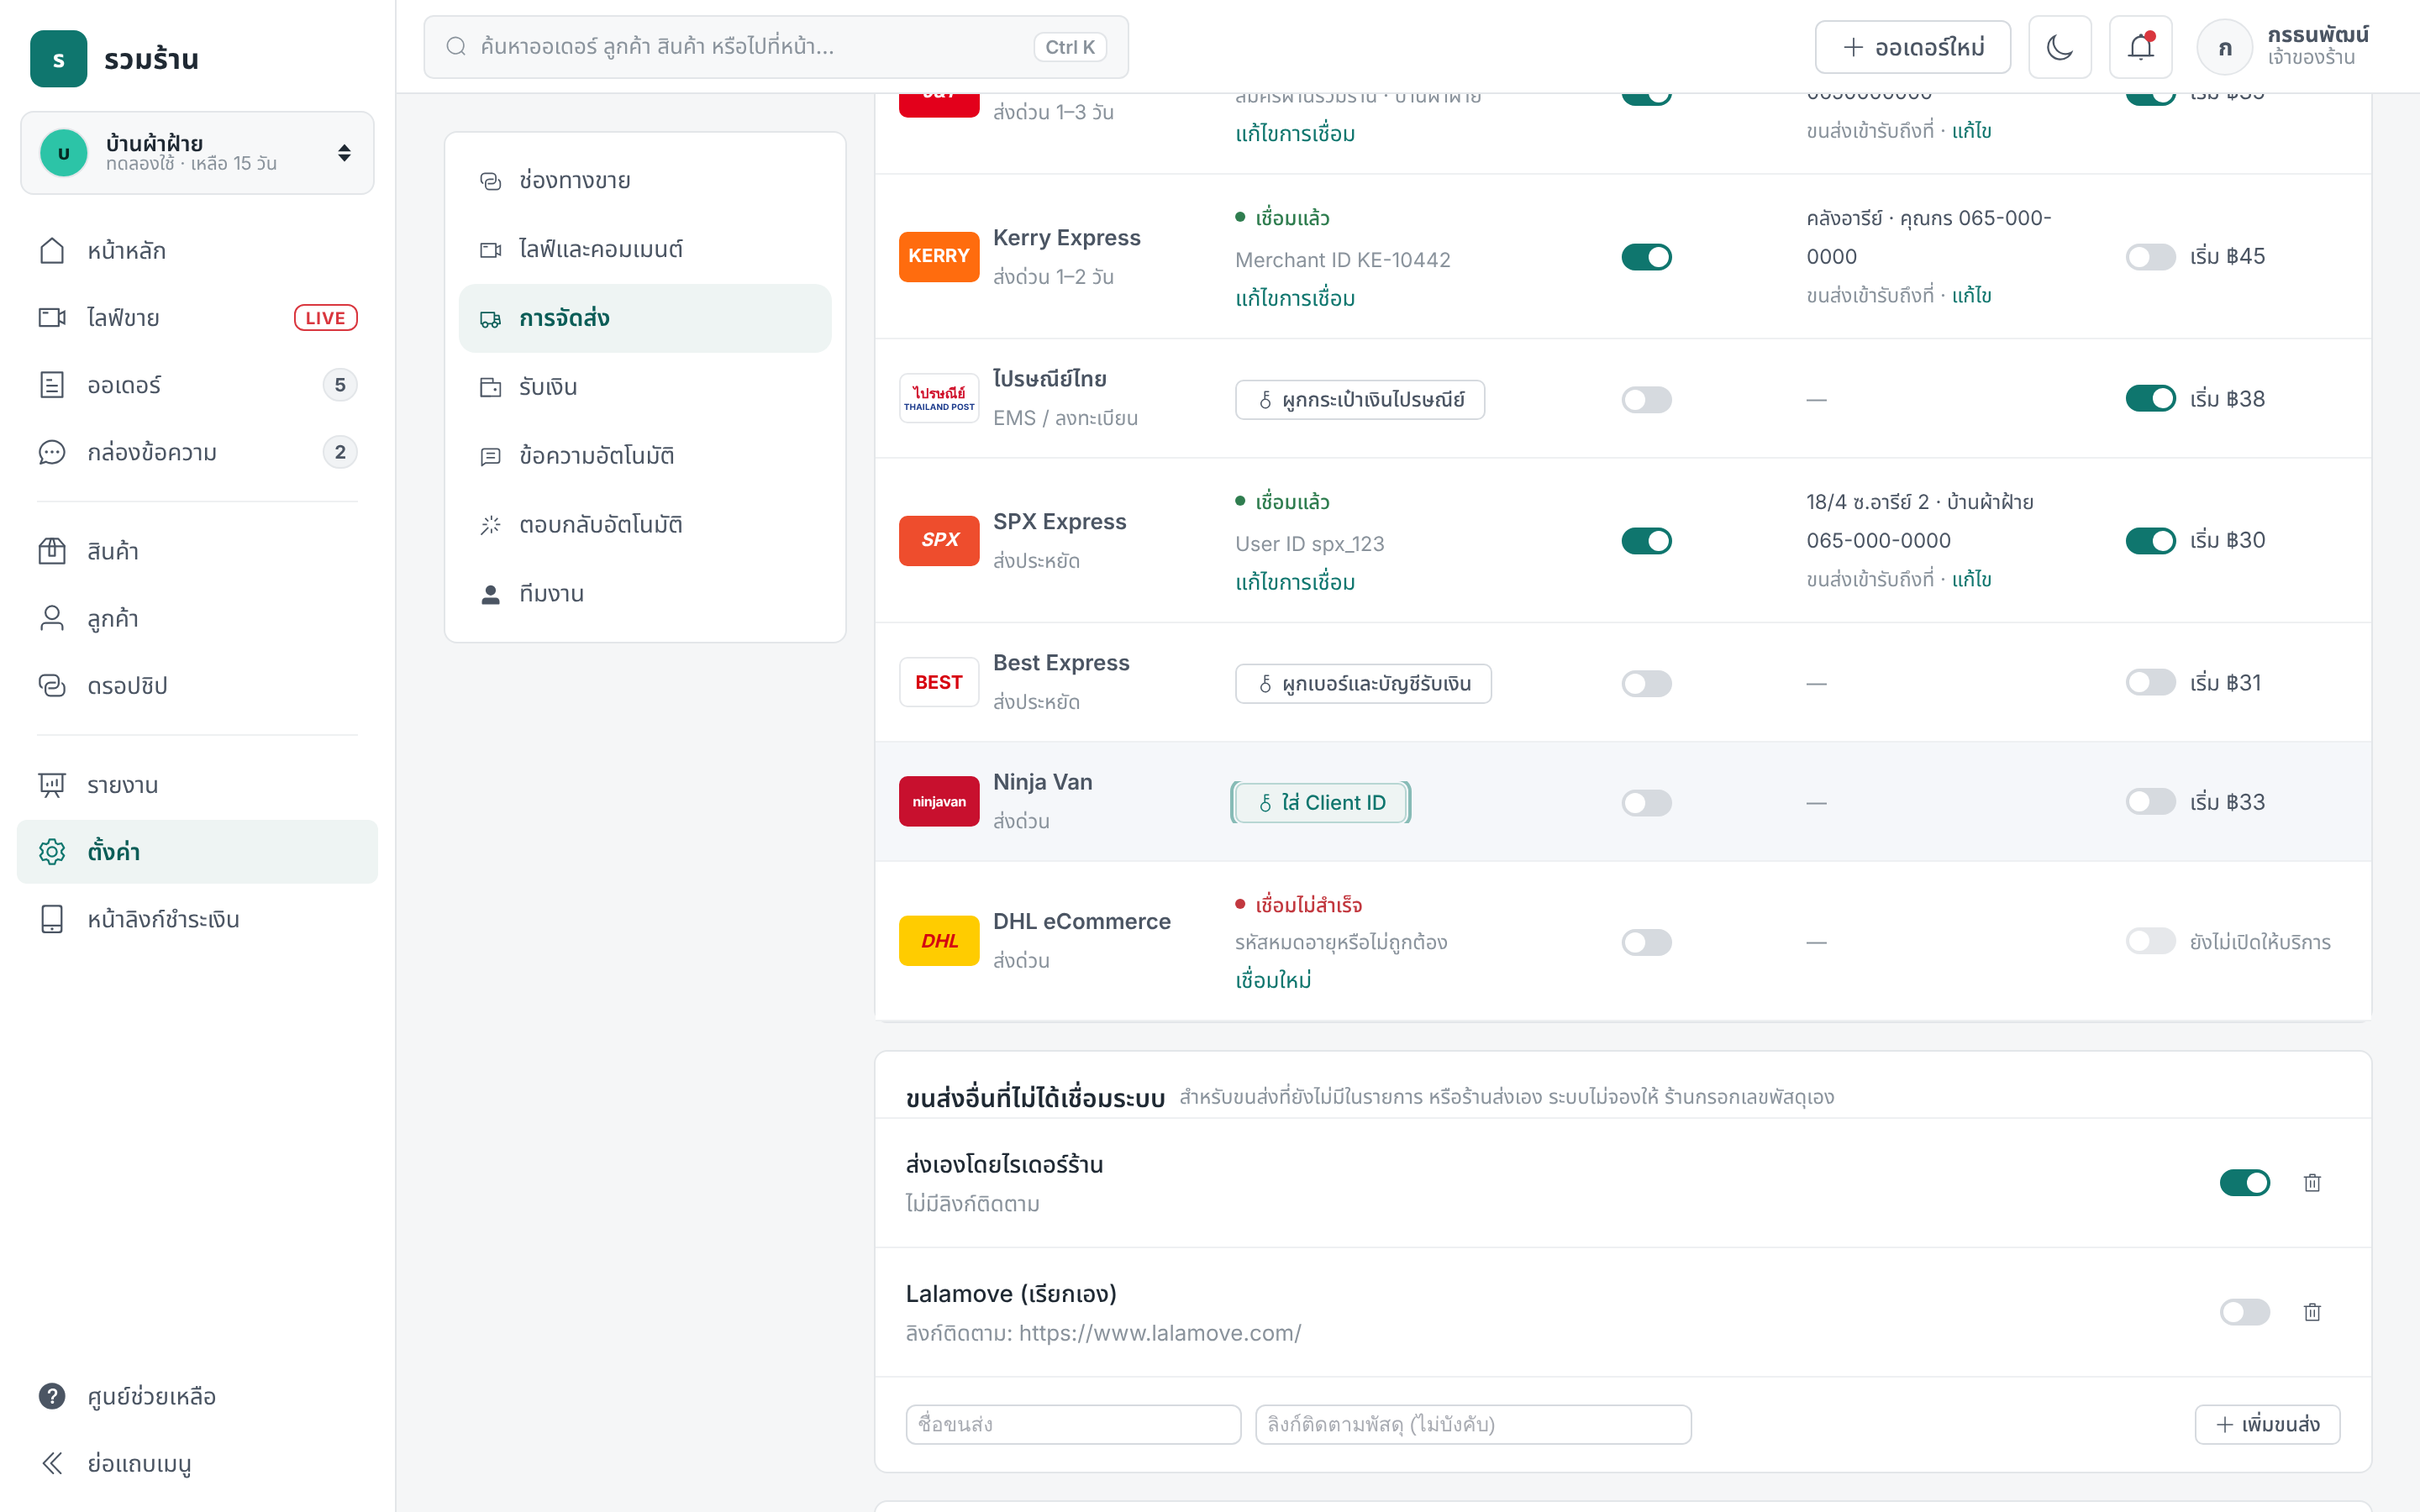 s รวมร้าน
บ บ้านผ้าฝ้าย
ทดลองใช้ · เหลือ 15 วัน
หน้าหลัก
ไลฟ์ขาย LIVE
ออเดอร์ 5
กล่องข้อความ 2
สินค้า
ลูกค้า
ดรอปชิป
รายงาน
ตั้งค่า
หน้าลิงก์ชำระเงิน
ศูนย์ช่วยเหลือ
ย่อแถบเมนู
ค้นหาออเดอร์ ลูกค้า สินค้า หรือไปที่หน้า... Ctrl K
ออเดอร์ใหม่
ก กรธนพัฒน์
เจ้าของร้าน
ช่องทางขาย
ไลฟ์และคอมเมนต์
การจัดส่ง
รับเงิน
ข้อความอัตโนมัติ
ตอบกลับอัตโนมัติ
ทีมงาน
ส่งด่วน 1–3 วัน
สมัครผ่านรวมร้าน · บ้านผ้าฝ้าย
แก้ไขการเชื่อม
ขนส่งเข้ารับถึงที่ · แก้ไข
KERRY
Kerry Express
ส่งด่วน 1–2 วัน
เชื่อมแล้ว
Merchant ID KE-10442
แก้ไขการเชื่อม
คลังอารีย์ · คุณกร 065-000-
0000
ขนส่งเข้ารับถึงที่ · แก้ไข
เริ่ม ฿45
ไปรษณีย์
THAILAND POST
ไปรษณีย์ไทย
EMS / ลงทะเบียน
ผูกกระเป๋าเงินไปรษณีย์
—
เริ่ม ฿38
SPX
SPX Express
ส่งประหยัด
เชื่อมแล้ว
User ID spx_123
แก้ไขการเชื่อม
18/4 ซ.อารีย์ 2 · บ้านผ้าฝ้าย
065-000-0000
ขนส่งเข้ารับถึงที่ · แก้ไข
เริ่ม ฿30
BEST
Best Express
ส่งประหยัด
ผูกเบอร์และบัญชีรับเงิน
—
เริ่ม ฿31
ninjavan
Ninja Van
ส่งด่วน
ใส่ Client ID
—
เริ่ม ฿33
DHL
DHL eCommerce
ส่งด่วน
เชื่อมไม่สำเร็จ
รหัสหมดอายุหรือไม่ถูกต้อง
เชื่อมใหม่
—
ยังไม่เปิดให้บริการ
ขนส่งอื่นที่ไม่ได้เชื่อมระบบ สำหรับขนส่งที่ยังไม่มีในรายการ หรือร้านส่งเอง ระบบไม่จองให้ ร้านกรอกเลขพัสดุเอง
ส่งเองโดยไรเดอร์ร้าน
ไม่มีลิงก์ติดตาม
Lalamove (เรียกเอง)
ลิงก์ติดตาม: https://www.lalamove.com/
ชื่อขนส่ง
ลิงก์ติดตามพัสดุ (ไม่บังคับ)
เพิ่มขนส่ง